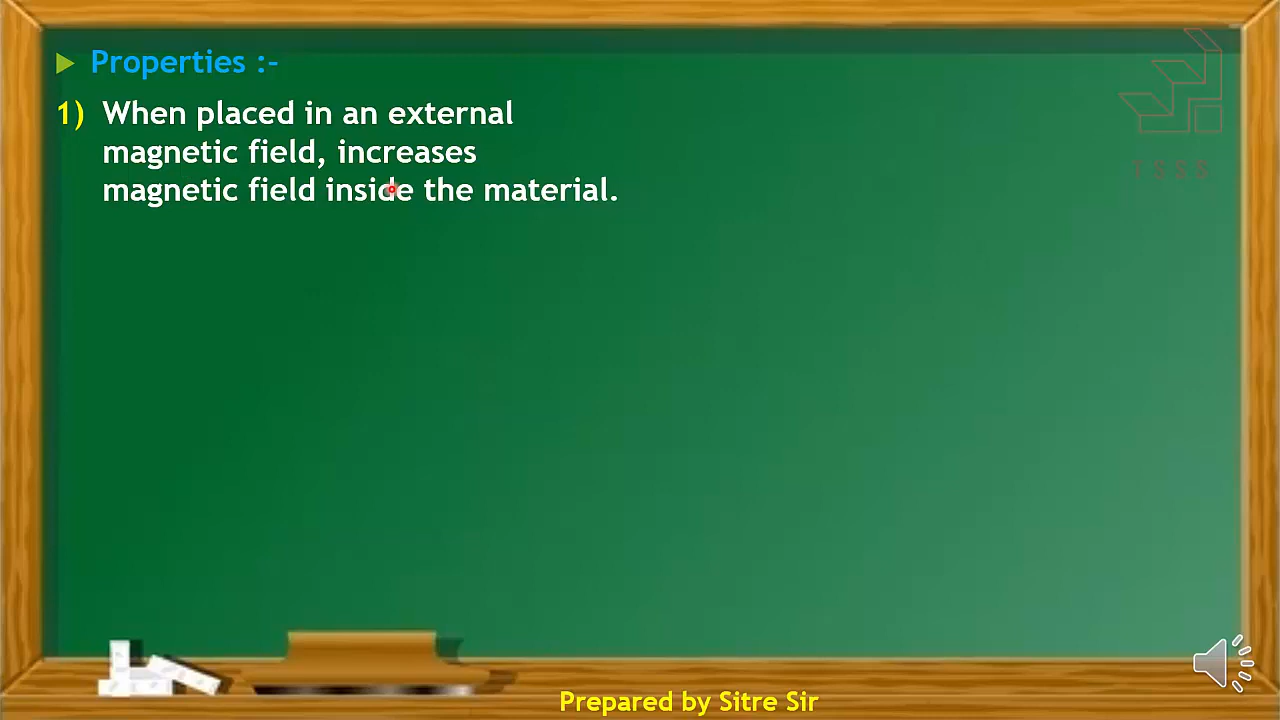 Properties :-
1) When placed in an external
magnetic field, increases
magnetic field inside the material.
T S S S
Prepared by Sitre Sir